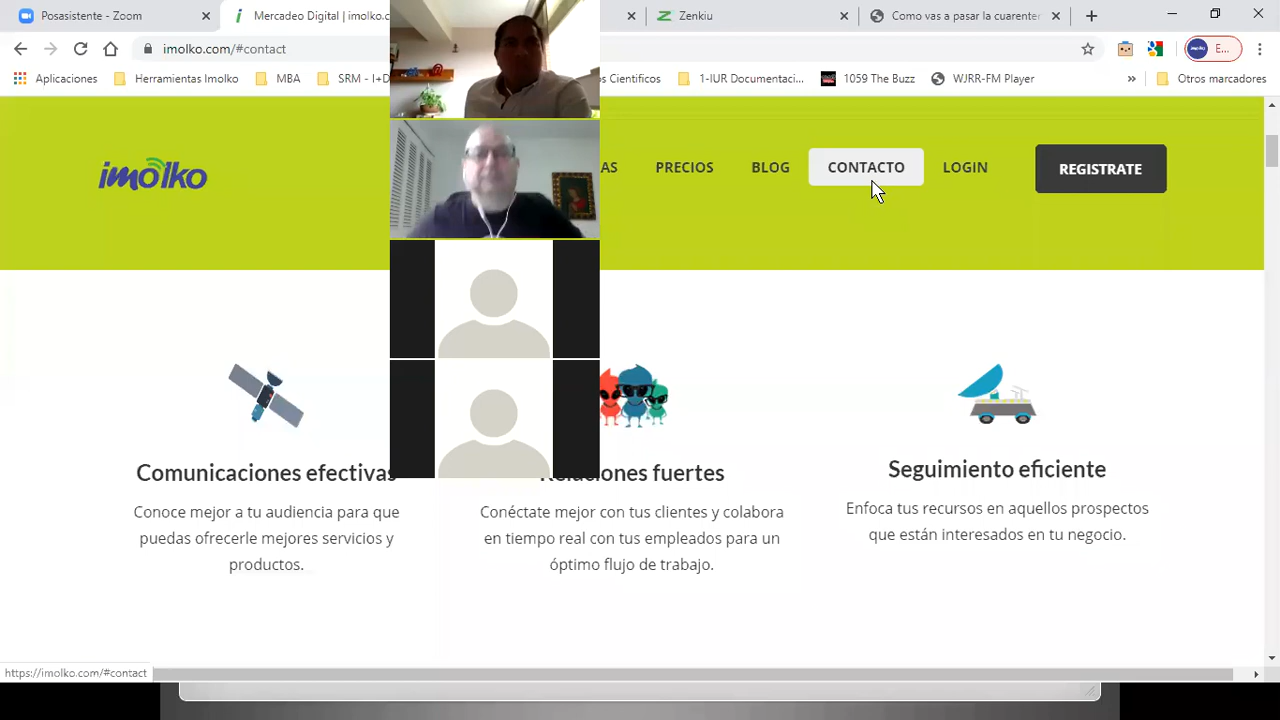 Posasistente - Zoom
Mercadeo Digital | imolko.c
Zenkiu
Como vas a pasar la cuarenter
imolko.com/#contact
E...
Aplicaciones
Herramientas Imolko
MBA
SRM - I+D
os Cientificos
1-IUR Documentaci...
1059 The Buzz
WJRR-FM Player
»
Otros marcadores
imolko
AS
PRECIOS
BLOG
CONTACTO
LOGIN
REGISTRATE
Comunicaciones efectivas
Conoce mejor a tu audiencia para que
puedas ofrecerle mejores servicios y
productos.
Relaciones fuertes
Conéctate mejor con tus clientes y colabora
en tiempo real con tus empleados para un
óptimo flujo de trabajo.
Seguimiento eficiente
Enfoca tus recursos en aquellos prospectos
que están interesados en tu negocio.
https://imolko.com/#contact